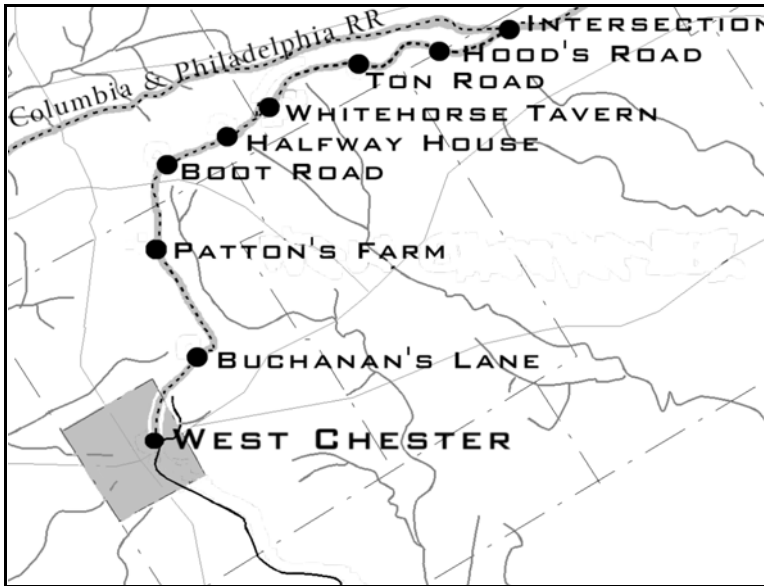 INTERSECTION
Columbia & Philadelphia RR
HOOD'S ROAD
TON ROAD
WHITEHORSE TAVERN
HALFWAY HOUSE
BOOT ROAD
PATTON'S FARM
BUCHANAN'S LANE
WEST CHESTER